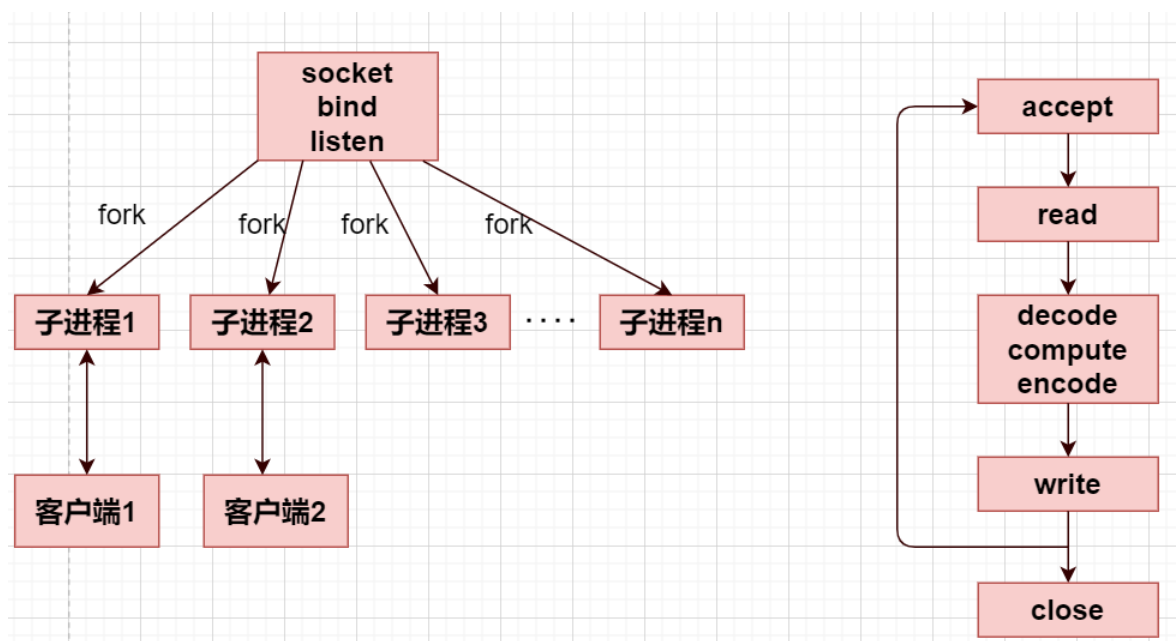 socket
bind
listen
fork
fork
fork
fork
子进程1
子进程2
子进程3
....
子进程n
客户端1
客户端2
accept
read
decode
compute
encode
write
close